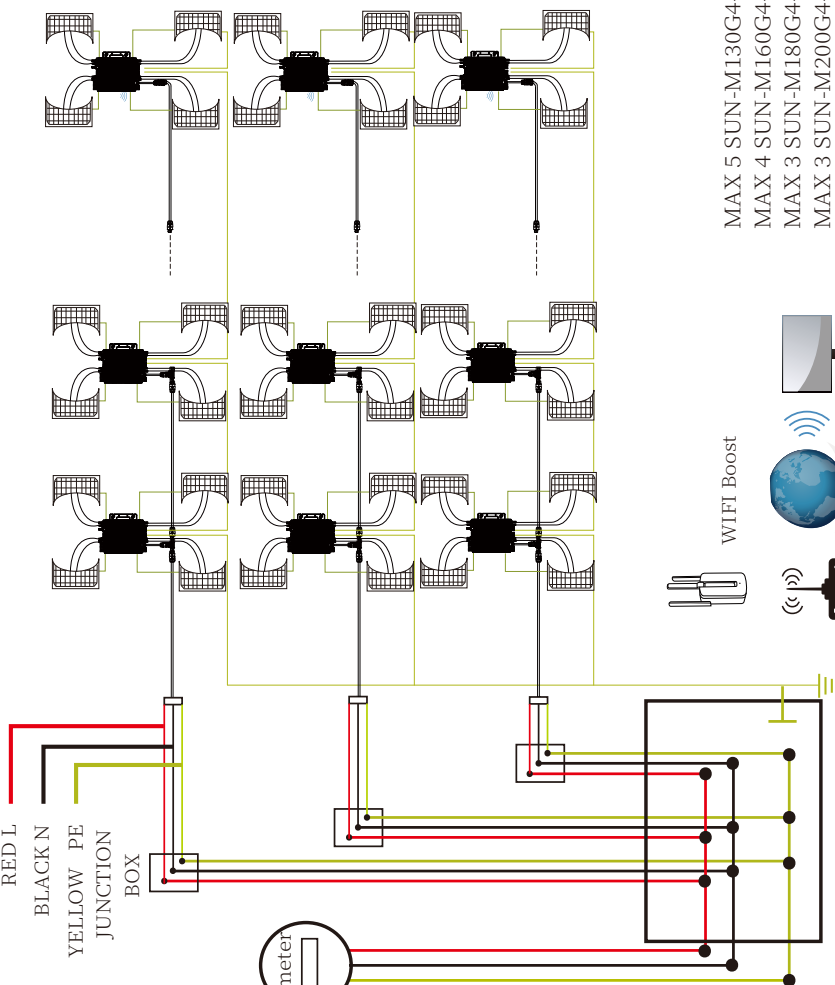 MAX 5 SUN-M130G4-
MAX 4 SUN-M160G4-
MAX 3 SUN-M180G4-
MAX 3 SUN-M200G4-
WIFI Boost
RED L
BLACK N
YELLOW PE
JUNCTION
BOX
meter